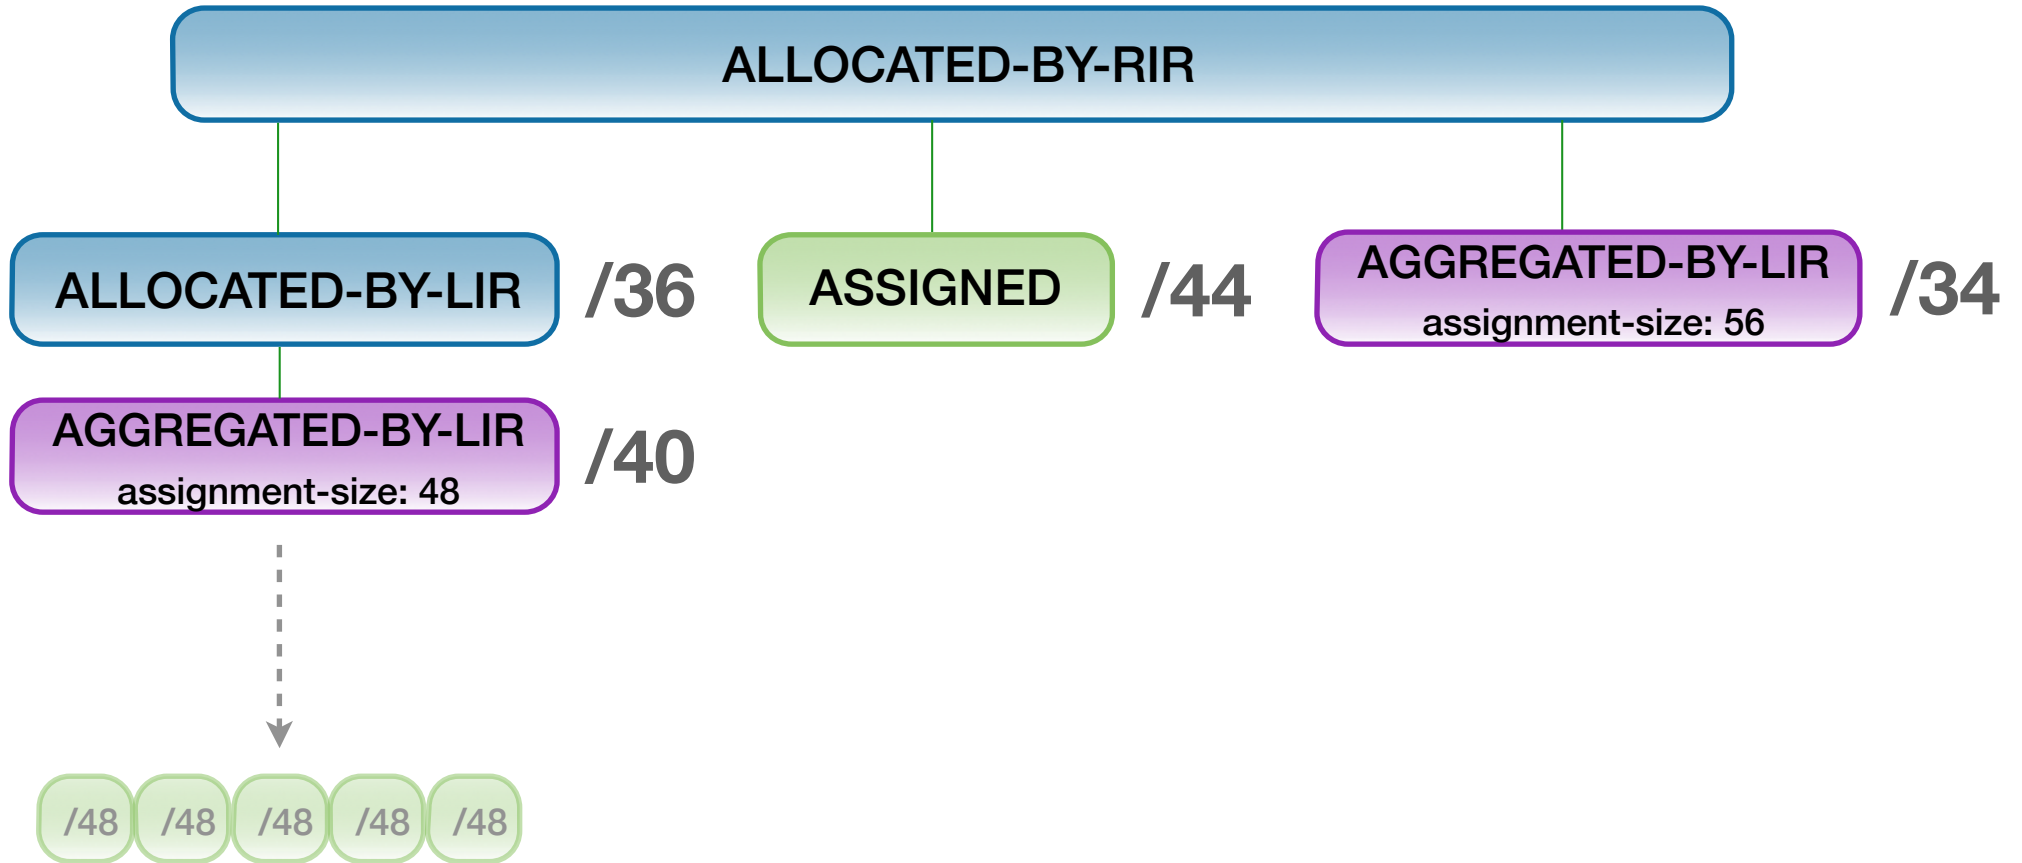 ALLOCATED-BY-RIR
ALLOCATED-BY-LIR
/36
ASSIGNED
/44
AGGREGATED-BY-LIR
assignment-size: 56
/34
AGGREGATED-BY-LIR
assignment-size: 48
/40
/48 /48 /48 /48 /48